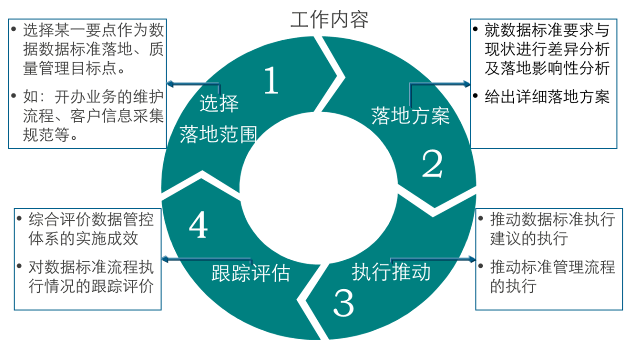 工作内容
• 选择某一要点作为数
据数据标准落地、质
量管理目标点。
• 如：开办业务的维护
流程、客户信息采集
规范等。
1
选择
落地范围
• 就数据标准要求与
现状进行差异分析
及落地影响性分析
• 给出详细落地方案
落地方案
2
• 综合评价数据管控
体系的实施成效
• 对数据标准流程执
行情况的跟踪评价
4
跟踪评估
执行推动
3
• 推动数据标准执行
建议的执行
• 推动标准管理流程
的执行